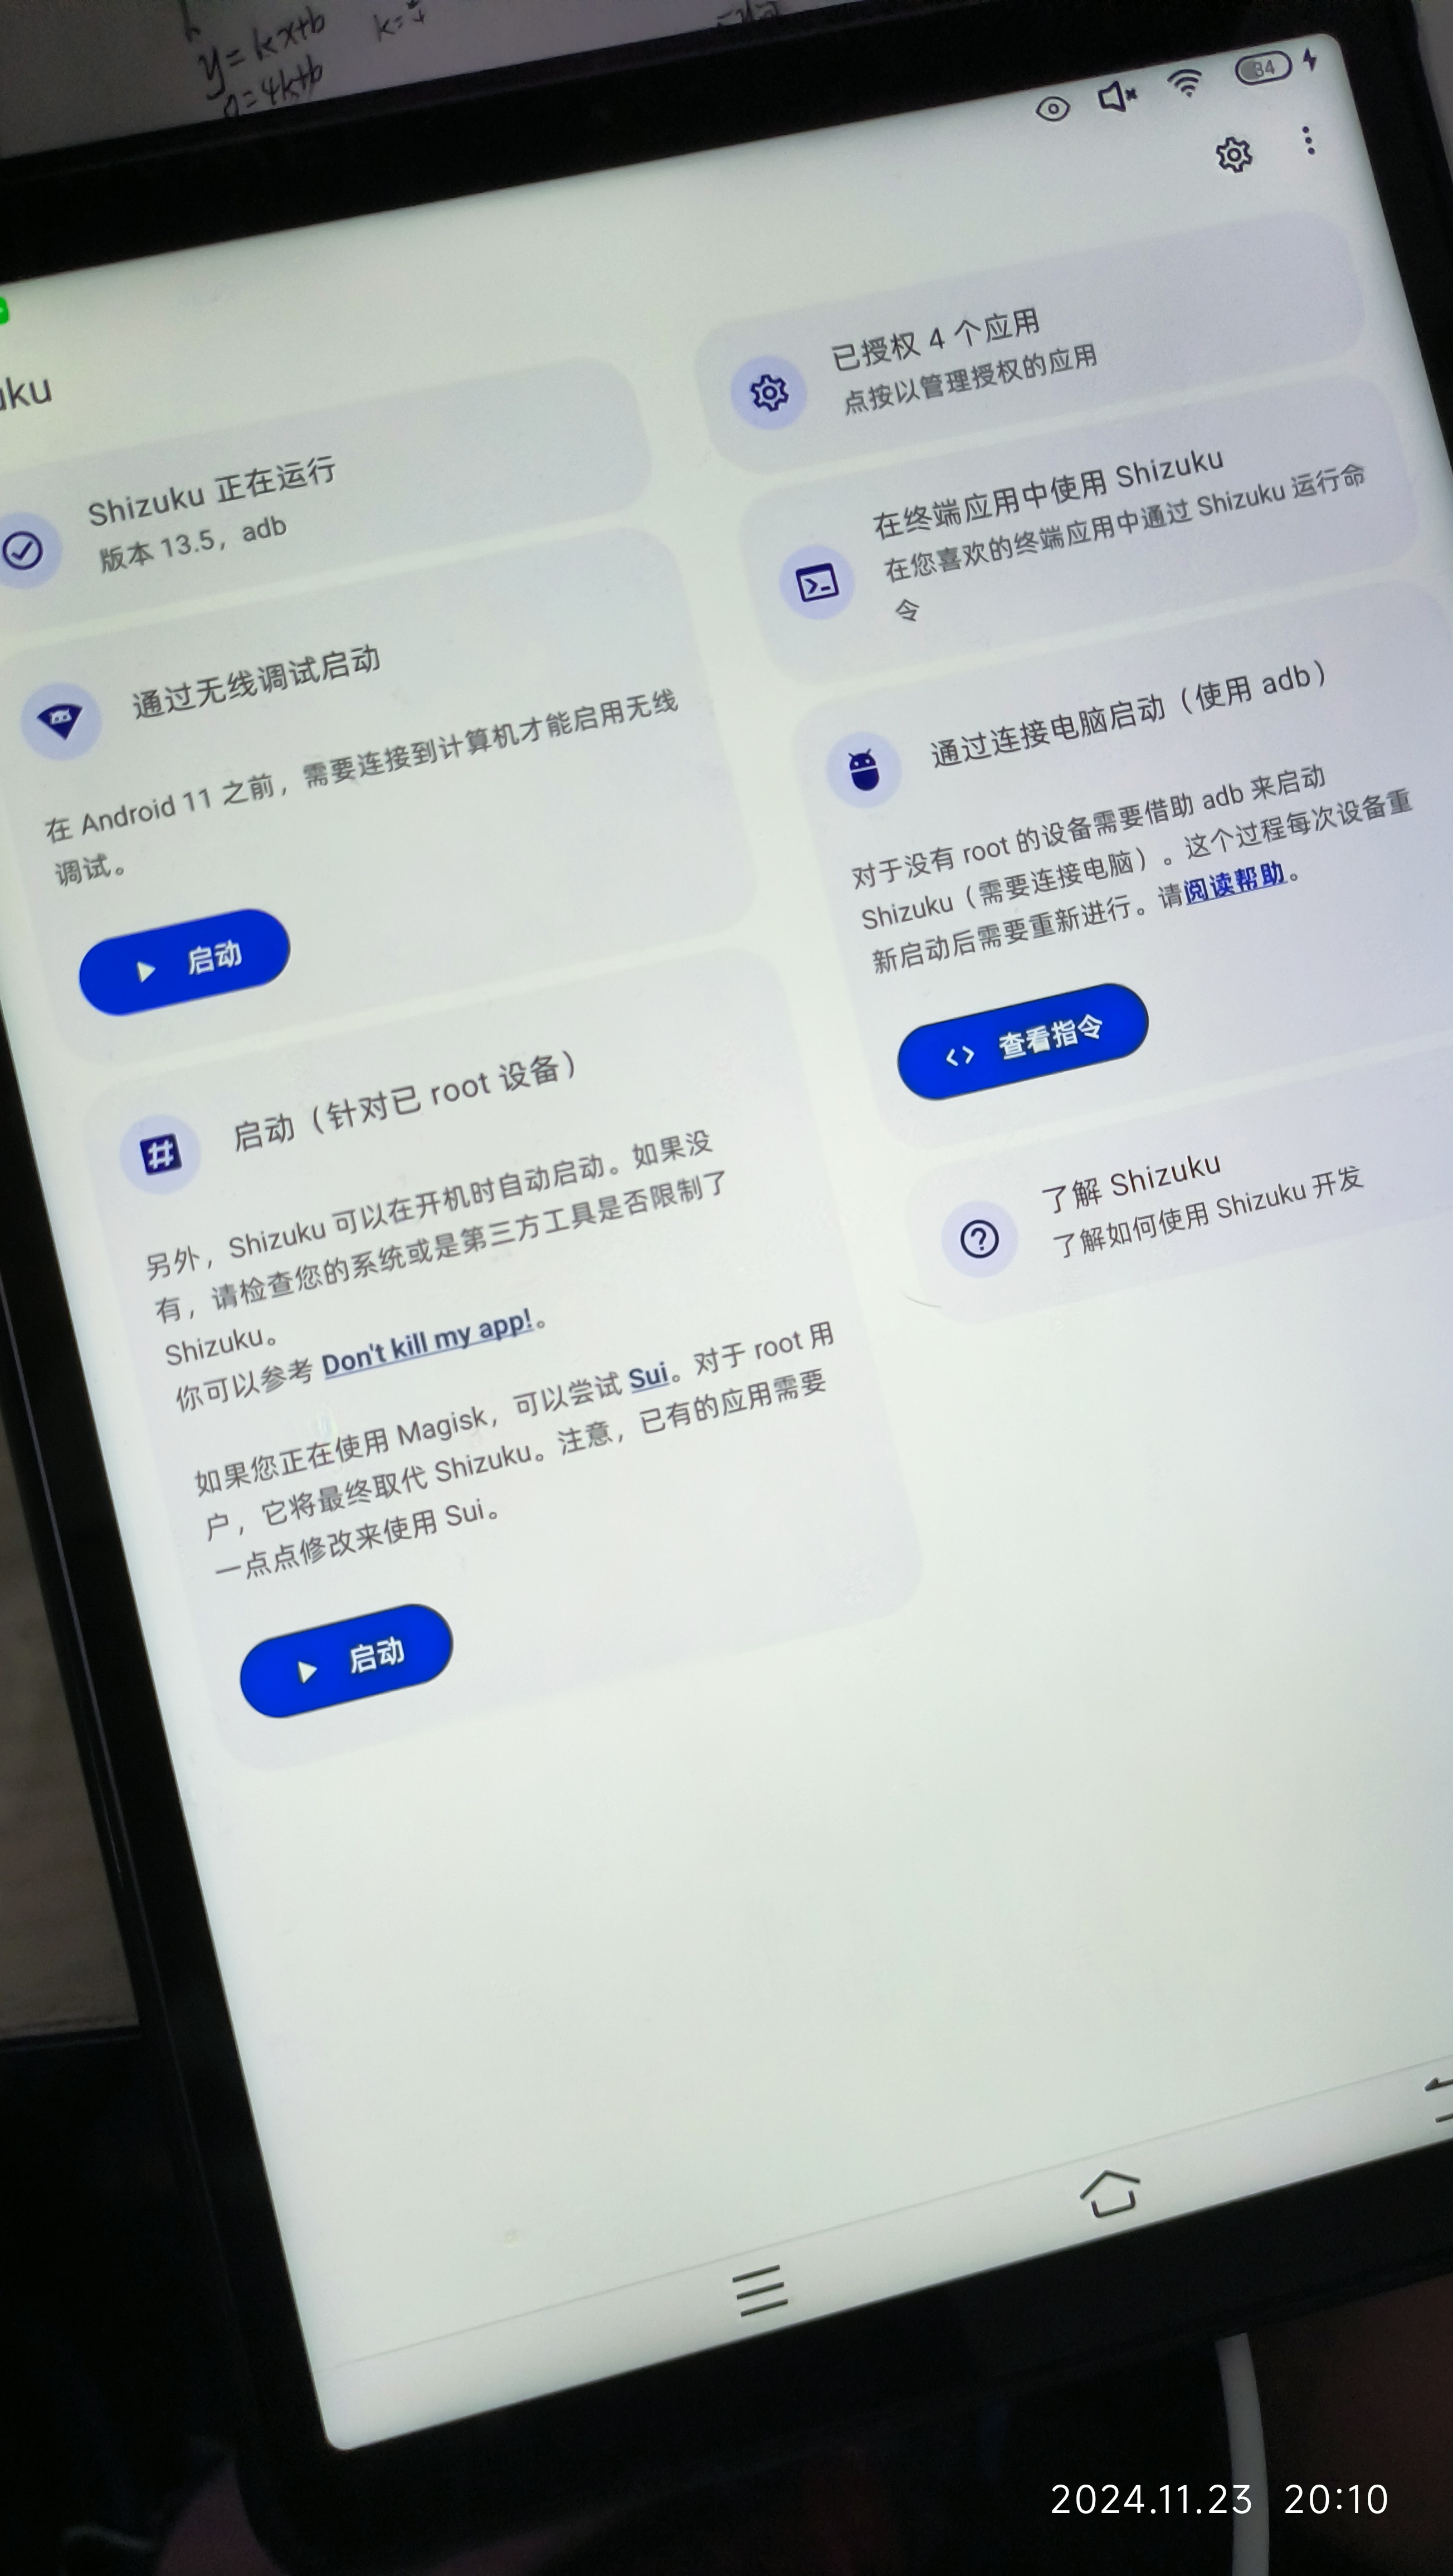 y=kx+b
k=
0=4k+b
84
uku
Shizuku 正在运行
版本 13.5，adb
通过无线调试启动
在 Android 11 之前，需要连接到计算机才能启用无线
调试。
启动
启动（针对已 root 设备）
另外，Shizuku 可以在开机时自动启动。如果没
有，请检查您的系统或是第三方工具是否限制了
Shizuku。
你可以参考 Don't kill my app!。
如果您正在使用 Magisk，可以尝试 Sui。对于 root 用
户，它将最终取代 Shizuku。注意，已有的应用需要
一点点修改来使用 Sui。
启动
已授权 4 个应用
点按以管理授权的应用
在终端应用中使用 Shizuku
在您喜欢的终端应用中通过 Shizuku 运行命
令
通过连接电脑启动（使用 adb）
对于没有 root 的设备需要借助 adb 来启动
Shizuku（需要连接电脑）。这个过程每次设备重
新启动后需要重新进行。请阅读帮助。
查看指令
了解 Shizuku
了解如何使用 Shizuku 开发
2024.11.23 20:10